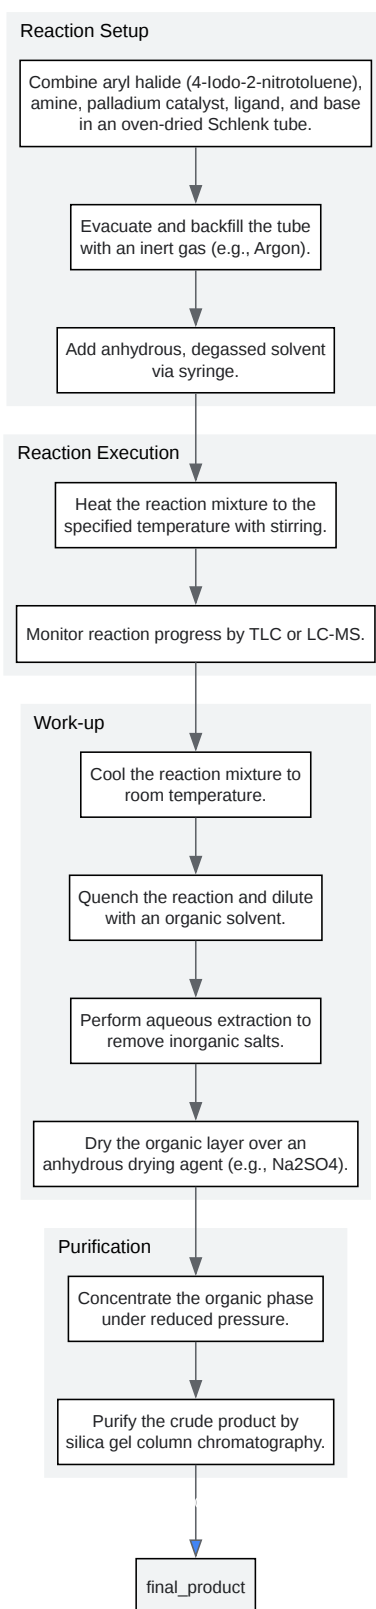 Reaction Setup
Combine aryl halide (4-Iodo-2-nitrotoluene),
amine, palladium catalyst, ligand, and base
in an oven-dried Schlenk tube.
Evacuate and backfill the tube
with an inert gas (e.g., Argon).
Add anhydrous, degassed solvent
via syringe.
Reaction Execution
Heat the reaction mixture to the
specified temperature with stirring.
Monitor reaction progress by TLC or LC-MS.
Work-up
Cool the reaction mixture to
room temperature.
Quench the reaction and dilute
with an organic solvent.
Perform aqueous extraction to
remove inorganic salts.
Dry the organic layer over an
anhydrous drying agent (e.g., Na2SO4).
Purification
Concentrate the organic phase
under reduced pressure.
Purify the crude product by
silica gel column chromatography.
final_product